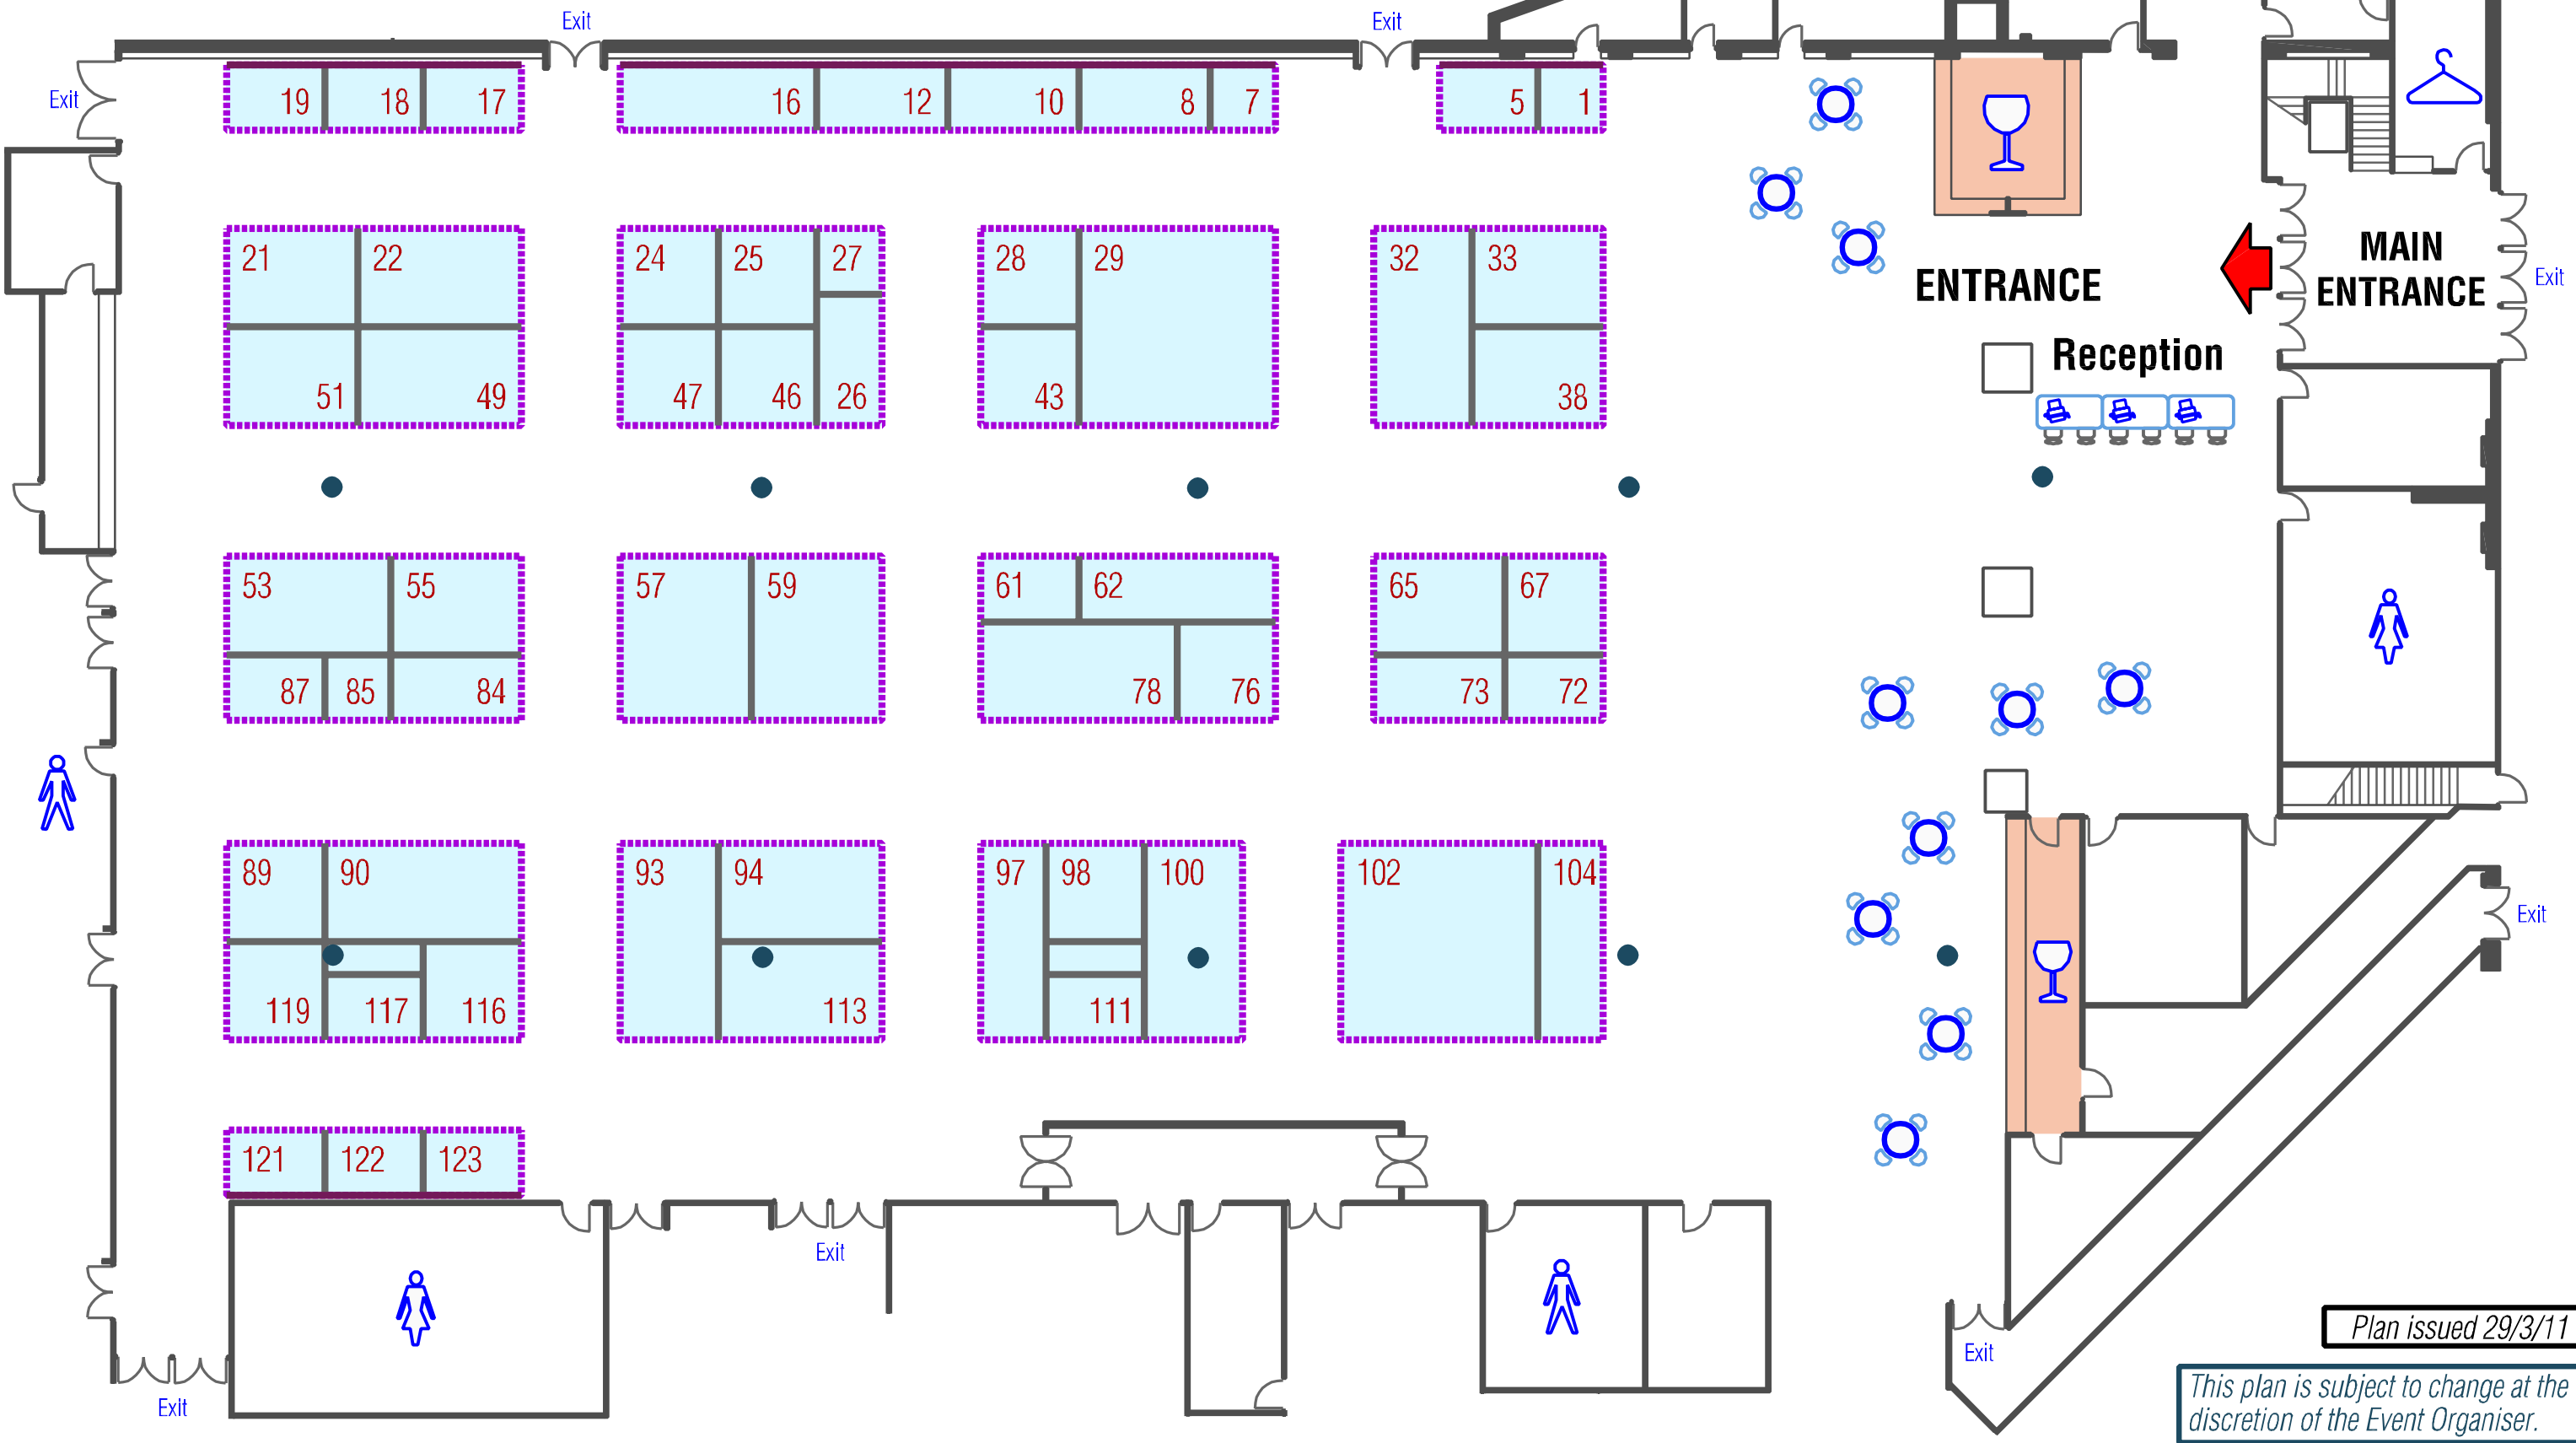 Exit
Exit
Exit
19 18 17
16 12 10 8 7
5 1
21 22
24 25 27
28 29
32 33
MAIN
ENTRANCE
Exit
ENTRANCE
Reception
51 49
47 46 26
43
38
53 55
57 59
61 62
65 67
87 85 84
78 76
73 72
89 90
93 94
97 98 100
102 104
Exit
119 117 116
113
111
121 122 123
Exit
Exit
Exit
Plan issued 29/3/11
This plan is subject to change at the
discretion of the Event Organiser.